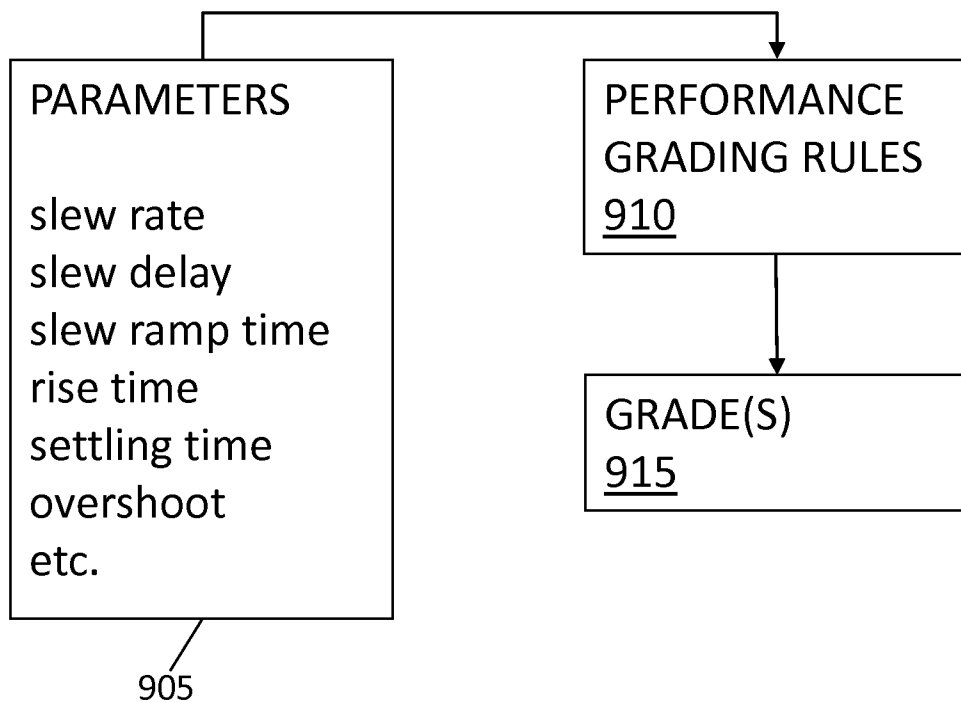 PARAMETERS
slew rate
slew delay
slew ramp time
rise time
settling time
overshoot
etc.
905
PERFORMANCE
GRADING RULES
910
GRADE(S)
915